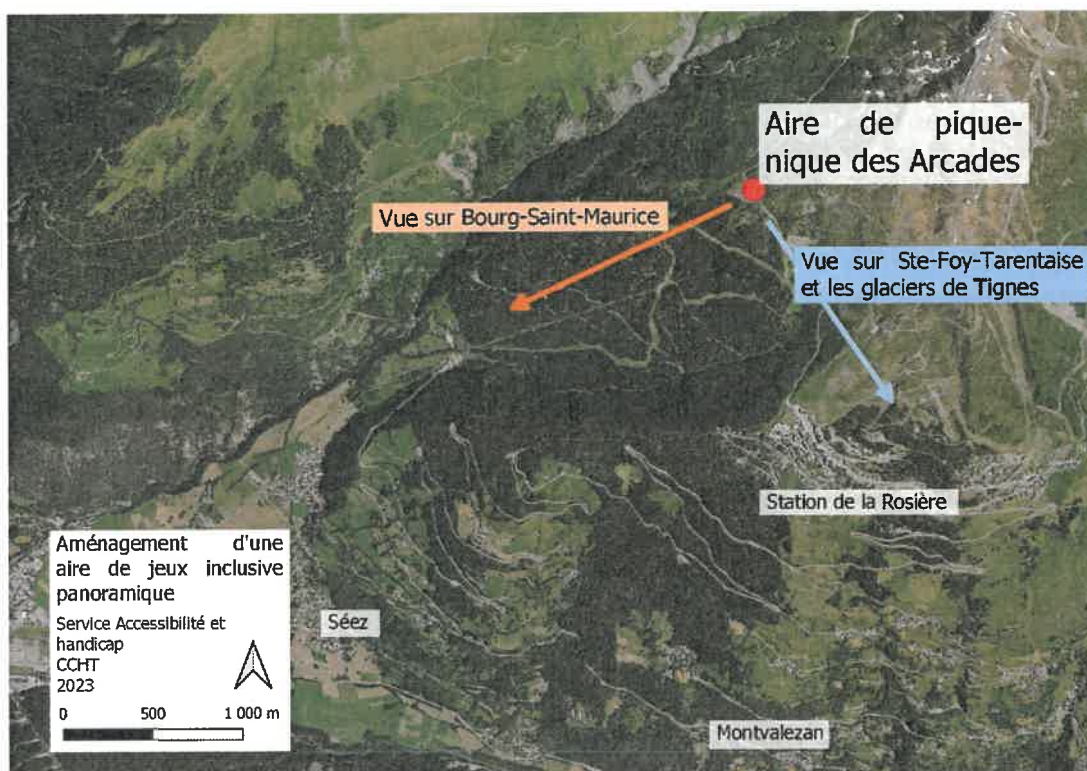 Aire de pique-
nique des Arcades
Vue sur Bourg-Saint-Maurice
Vue sur Ste-Foy-Tarentaise
et les glaciers de Tignes
Station de la Rosière
Aménagement d'une
aire de jeux inclusive
panoramique
Service Accessibilité et
handicap
CCHT
2023
0 500 1 000 m
Séez
Montvalezan